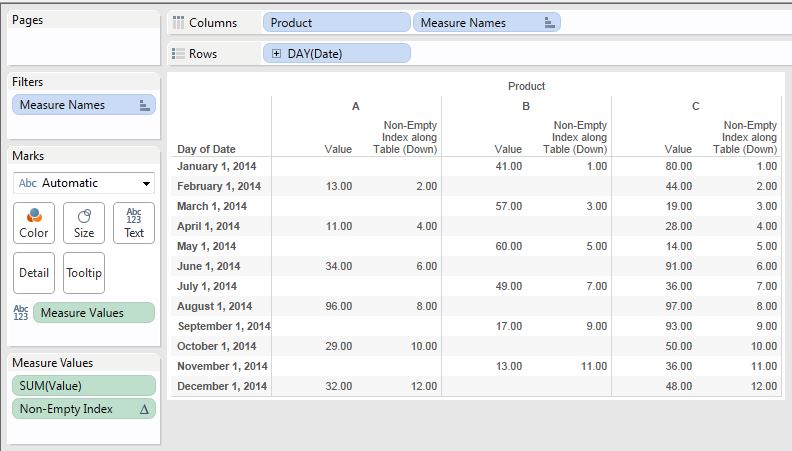 Pages
Columns Product Measure Names
Rows DAY(Date)
Filters
Measure Names
Marks
Abc Automatic
Color Size Abc 123 Text
Detail Tooltip
Abc 123 Measure Values
Measure Values
SUM(Value)
Non-Empty Index Δ
Product
A B C
Day of Date Value Non-Empty Index along Table (Down) Value Non-Empty Index along Table (Down) Value Non-Empty Index along Table (Down)
January 1, 2014 41.00 1.00 80.00 1.00
February 1, 2014 13.00 2.00 44.00 2.00
March 1, 2014 57.00 3.00 19.00 3.00
April 1, 2014 11.00 4.00 28.00 4.00
May 1, 2014 60.00 5.00 14.00 5.00
June 1, 2014 34.00 6.00 91.00 6.00
July 1, 2014 49.00 7.00 36.00 7.00
August 1, 2014 96.00 8.00 97.00 8.00
September 1, 2014 17.00 9.00 93.00 9.00
October 1, 2014 29.00 10.00 50.00 10.00
November 1, 2014 13.00 11.00 36.00 11.00
December 1, 2014 32.00 12.00 48.00 12.00